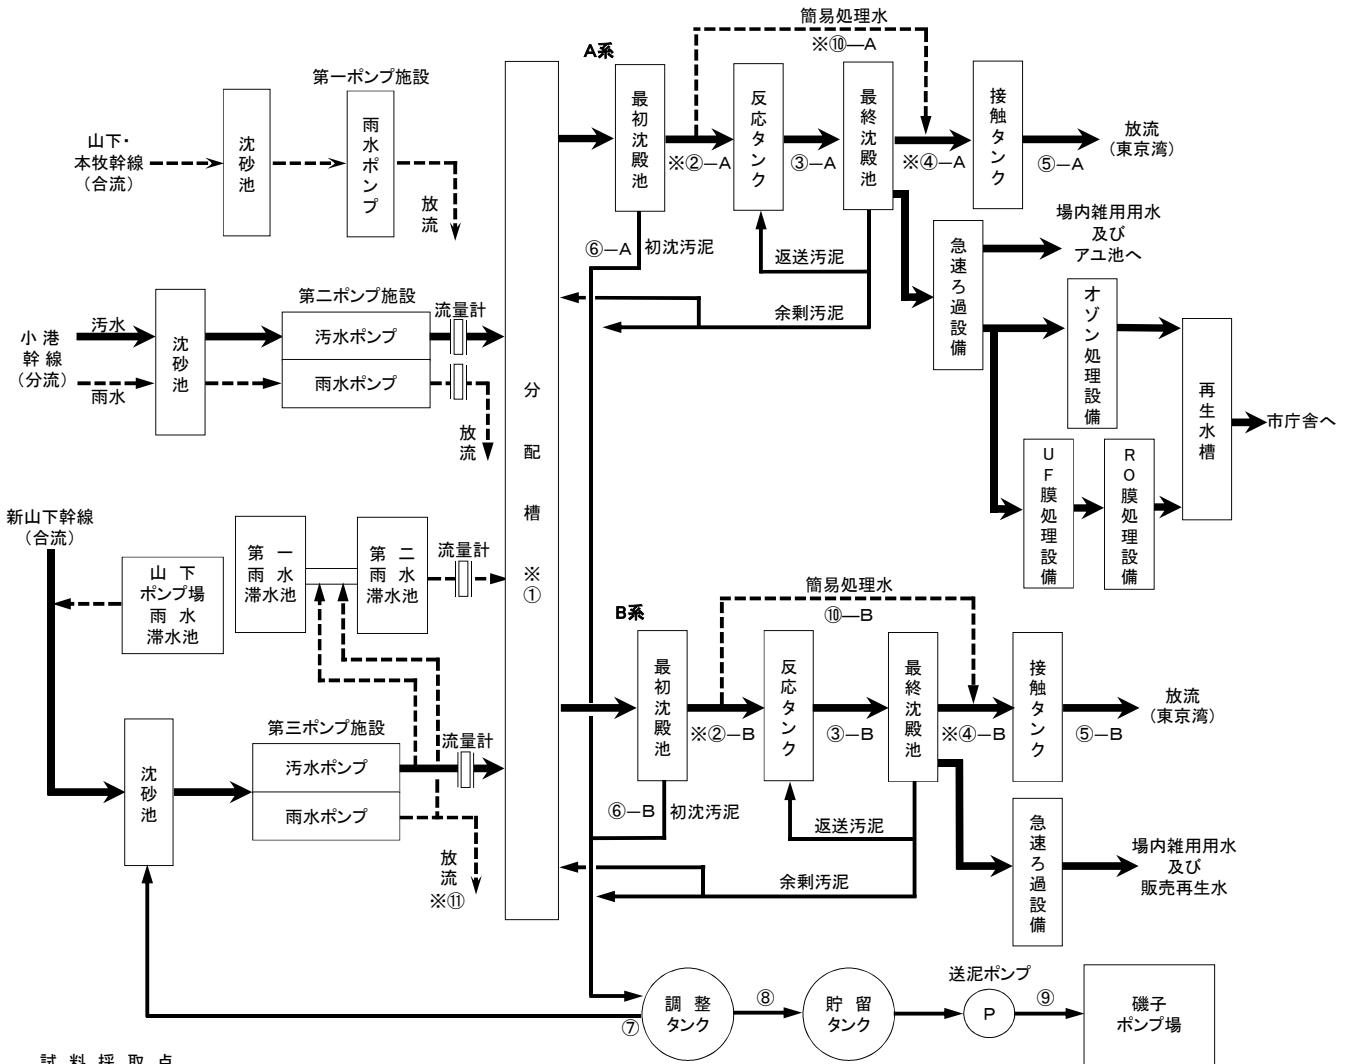 簡易処理水
※⑩―A
A系
第一ポンプ施設
山下・
本牧幹線
（合流）
沈砂池
雨水ポンプ
放流
最初沈殿池
※②－A
反応タンク
③－A
最終沈殿池
※④－A
接触タンク
⑤－A
放流
（東京湾）
⑥－A
初沈汚泥
返送汚泥
余剰汚泥
急速ろ過設備
場内雑用用水
及び
アユ池へ
オゾン処理設備
UF膜処理設備
RO膜処理設備
再生水槽
市庁舎へ
小港
幹線
（分流）
汚水
雨水
沈砂池
第二ポンプ施設
汚水ポンプ
雨水ポンプ
流量計
放流
分配槽
※
①
新山下幹線
（合流）
山下
ポンプ場
雨水
滞水池
第一
雨水
滞水池
第二
雨水
滞水池
流量計
沈砂池
第三ポンプ施設
汚水ポンプ
雨水ポンプ
流量計
放流
※⑪
簡易処理水
⑩―B
B系
最初沈殿池
※②－B
反応タンク
③－B
最終沈殿池
※④－B
接触タンク
⑤－B
放流
（東京湾）
⑥－B
初沈汚泥
返送汚泥
余剰汚泥
急速ろ過設備
場内雑用用水
及び
販売再生水
調整
タンク
⑦
⑧
貯留
タンク
送泥ポンプ
P
⑨
磯子
ポンプ場
試料採取点